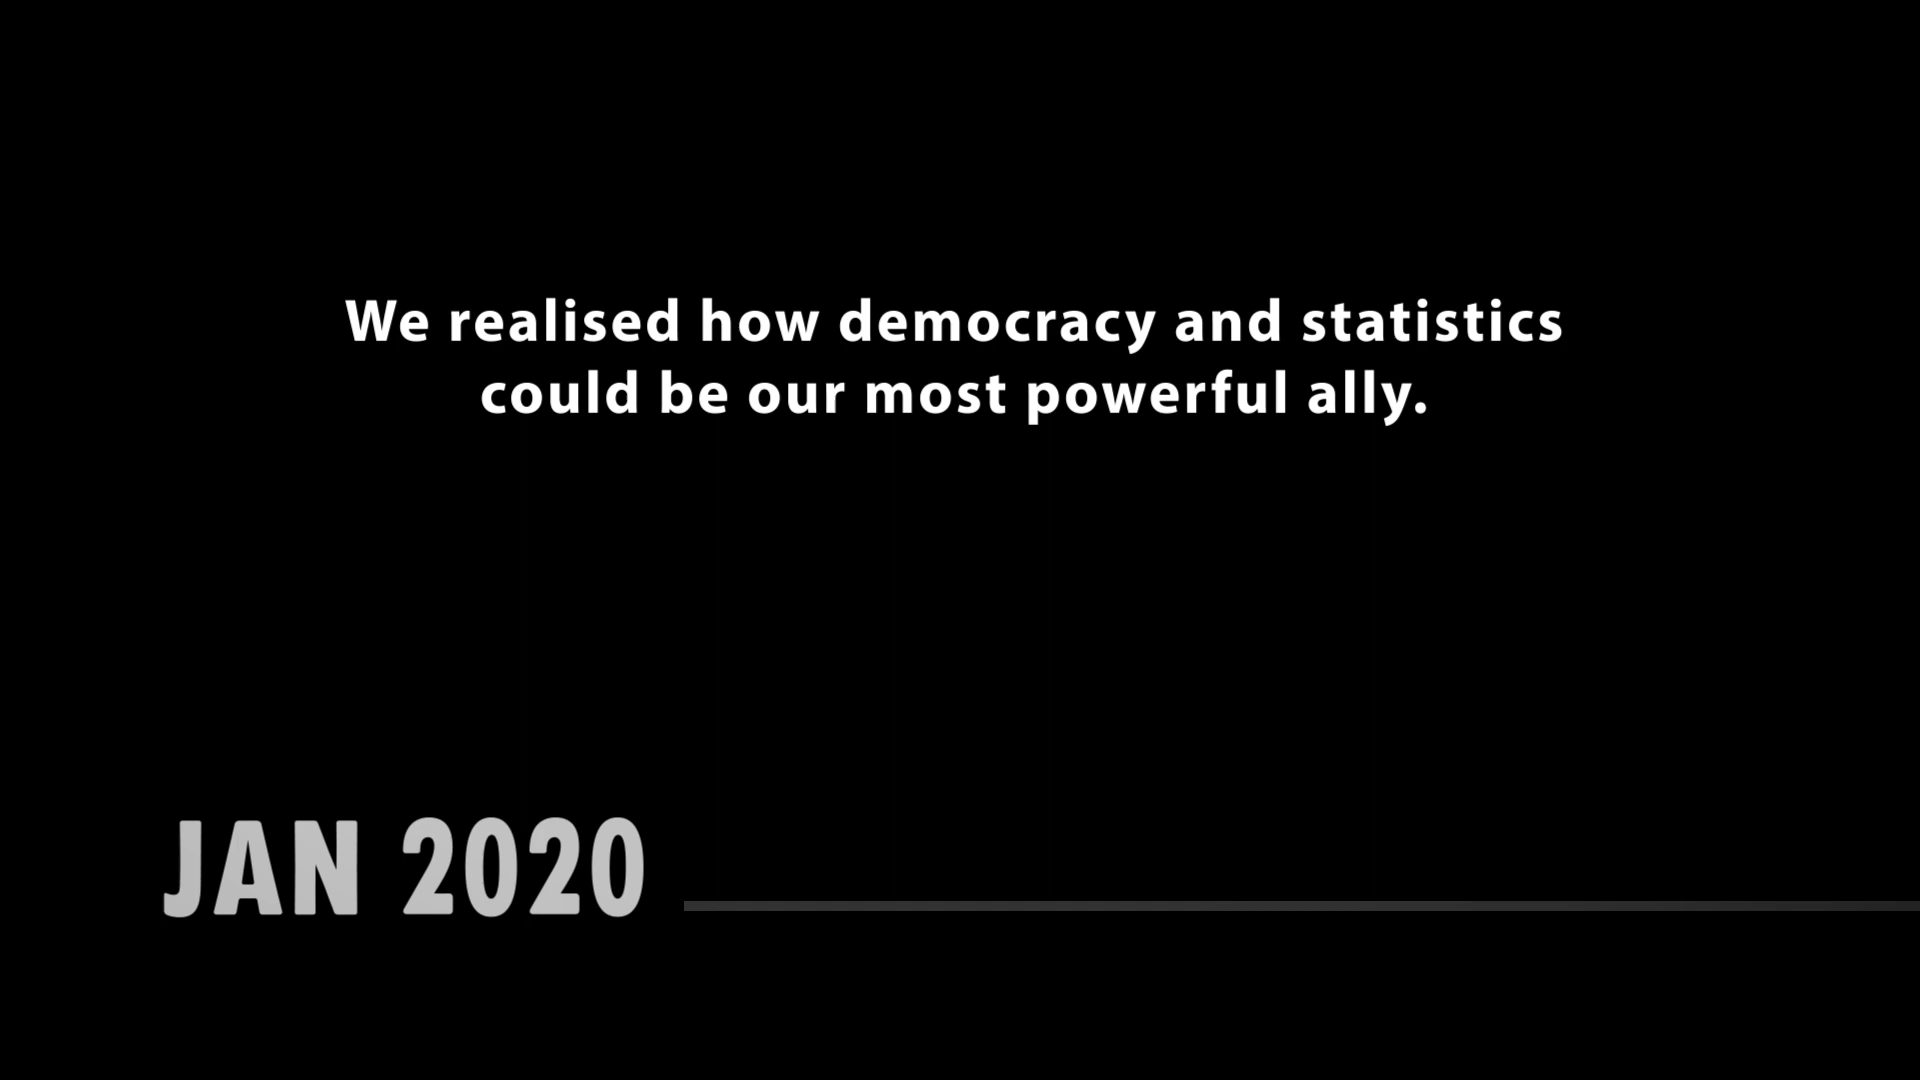 We realised how democracy and statistics
could be our most powerful ally.
JAN 2020